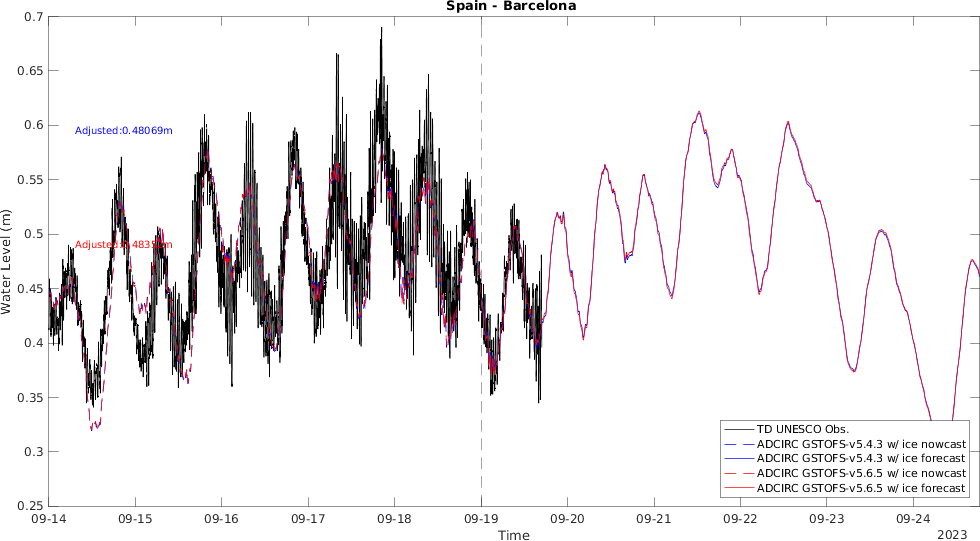 Spain - Barcelona
0.7
0.65
0.6
0.55
0.5
0.45
0.4
0.35
0.3
0.25
Water Level (m)
Adjusted:0.48069m
TD UNESCO Obs.
ADCIRC GSTOFS-v5.4.3 w/ ice nowcast
ADCIRC GSTOFS-v5.4.3 w/ ice forecast
ADCIRC GSTOFS-v5.6.5 w/ ice nowcast
ADCIRC GSTOFS-v5.6.5 w/ ice forecast
09-14 09-15 09-16 09-17 09-18 09-19 09-20 09-21 09-22 09-23 09-24
Time
2023